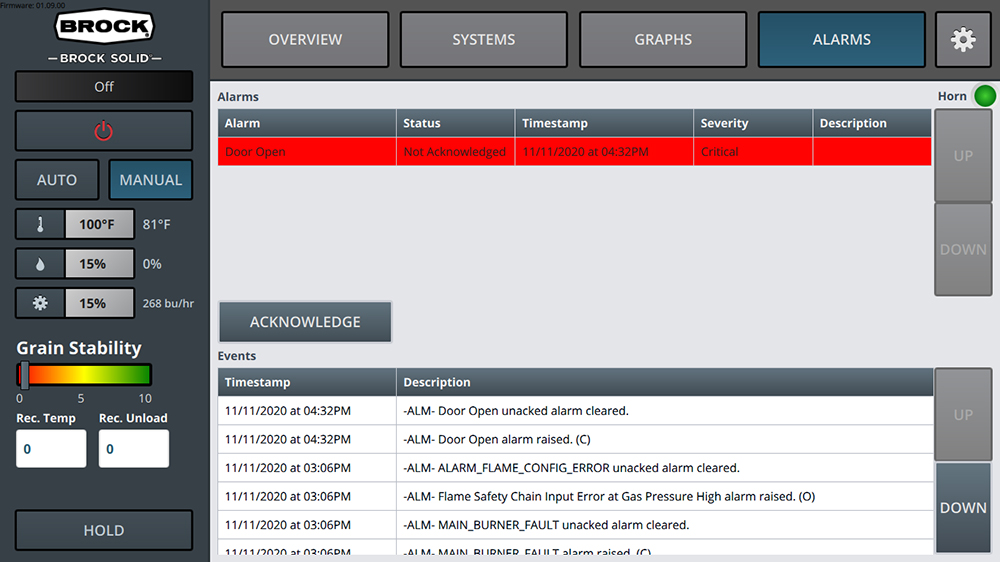 Firmware: 01.09.00
BROCK
BROCK SOLID
Off
AUTO MANUAL
100°F 81°F
15% 0%
15% 268 bu/hr
Grain Stability
0 5 10
Rec. Temp Rec. Unload
0 0
HOLD
OVERVIEW SYSTEMS GRAPHS ALARMS
Alarms Horn
Alarm Status Timestamp Severity Description
Door Open Not Acknowledged 11/11/2020 at 04:32PM Critical
UP
DOWN
ACKNOWLEDGE
Events
Timestamp Description
11/11/2020 at 04:32PM -ALM- Door Open unacked alarm cleared.
11/11/2020 at 04:32PM -ALM- Door Open alarm raised. (C)
11/11/2020 at 03:06PM -ALM- ALARM_FLAME_CONFIG_ERROR unacked alarm cleared.
11/11/2020 at 03:06PM -ALM- Flame Safety Chain Input Error at Gas Pressure High alarm raised. (O)
11/11/2020 at 03:06PM -ALM- MAIN_BURNER_FAULT unacked alarm cleared.
11/11/2020 at 03:06PM -ALM- MAIN_BURNER_FAULT alarm raised. (C)
UP
DOWN